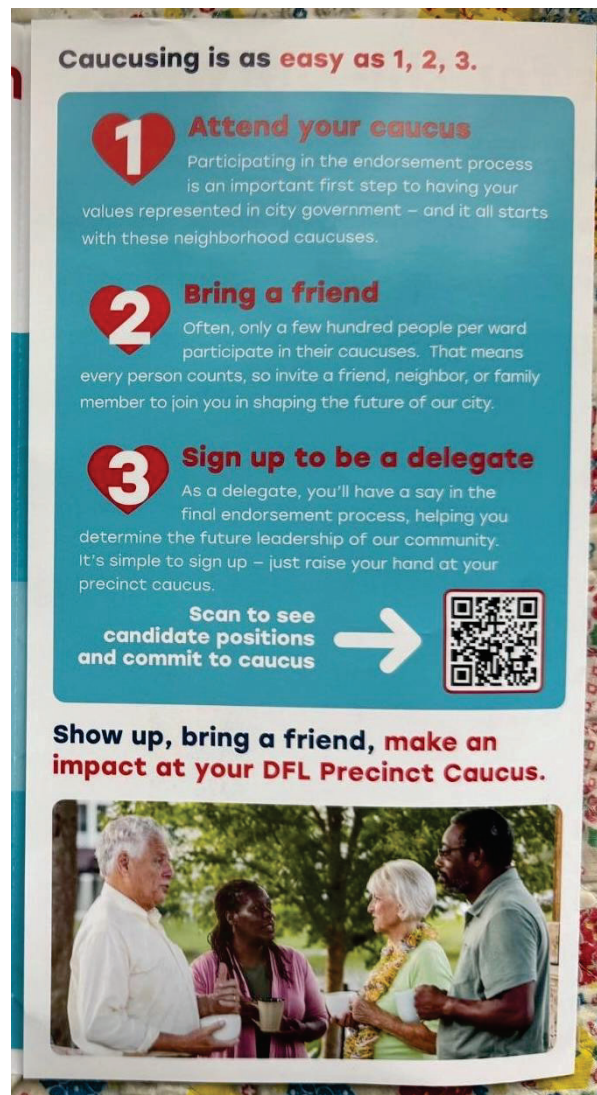 Caucusing is as easy as 1, 2, 3.
1 Attend your caucus
Participating in the endorsement process
is an important first step to having your
values represented in city government – and it all starts
with these neighborhood caucuses.
2 Bring a friend
Often, only a few hundred people per ward
participate in their caucuses. That means
every person counts, so invite a friend, neighbor, or family
member to join you in shaping the future of our city.
3 Sign up to be a delegate
As a delegate, you'll have a say in the
final endorsement process, helping you
determine the future leadership of our community.
It's simple to sign up – just raise your hand at your
precinct caucus.
Scan to see
candidate positions
and commit to caucus
Show up, bring a friend, make an
impact at your DFL Precinct Caucus.